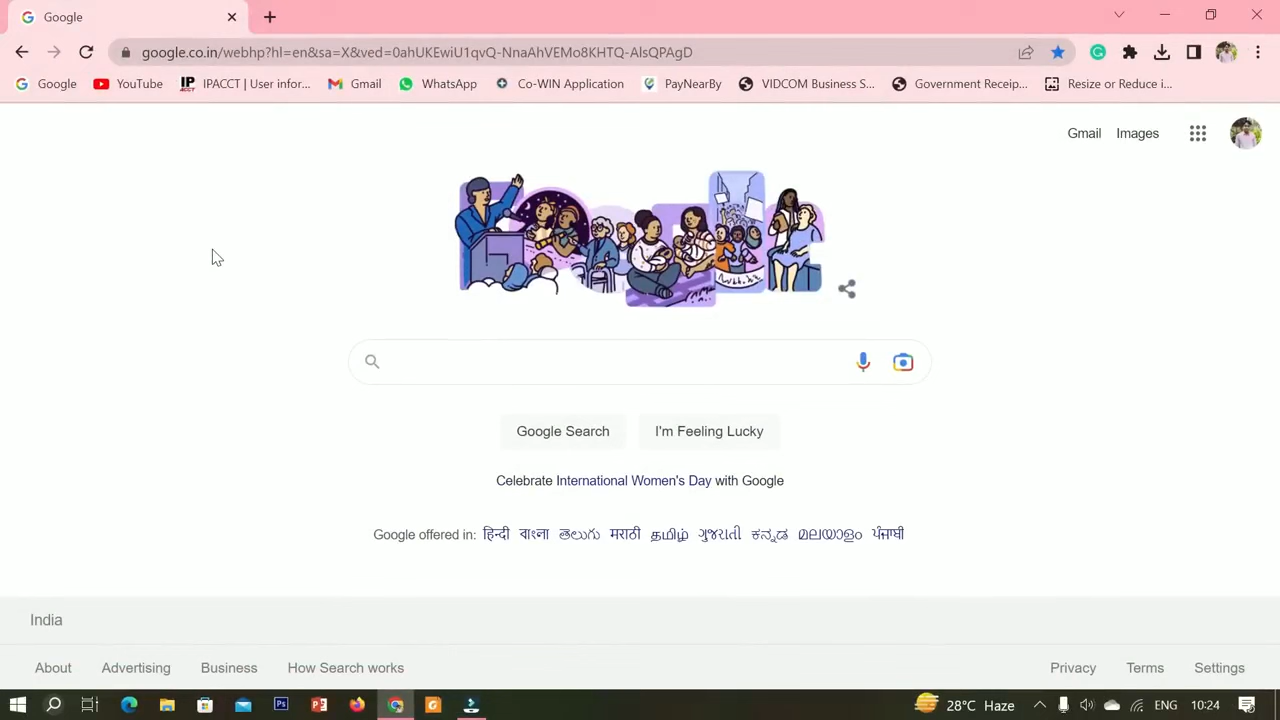 Google
google.co.in/webhp?hl=en&sa=X&ved=0ahUKEwiU1qvQ-NnaAhVEMo8KHTQ-AlsQPAgD
Google YouTube IP ACCT IPACCT | User infor... Gmail WhatsApp Co-WIN Application PayNearBy VIDCOM Business S... Government Receip... Resize or Reduce i...
Gmail Images
Google Search I'm Feeling Lucky
Celebrate International Women's Day with Google
Google offered in: हिन्दी বাংলা తెలుగు मराठी தமிழ் ગુજરાતી ಕನ್ನಡ മലയാളം ਪੰਜਾਬੀ
India
About Advertising Business How Search works Privacy Terms Settings
Ps P 28°C Haze ENG 10:24